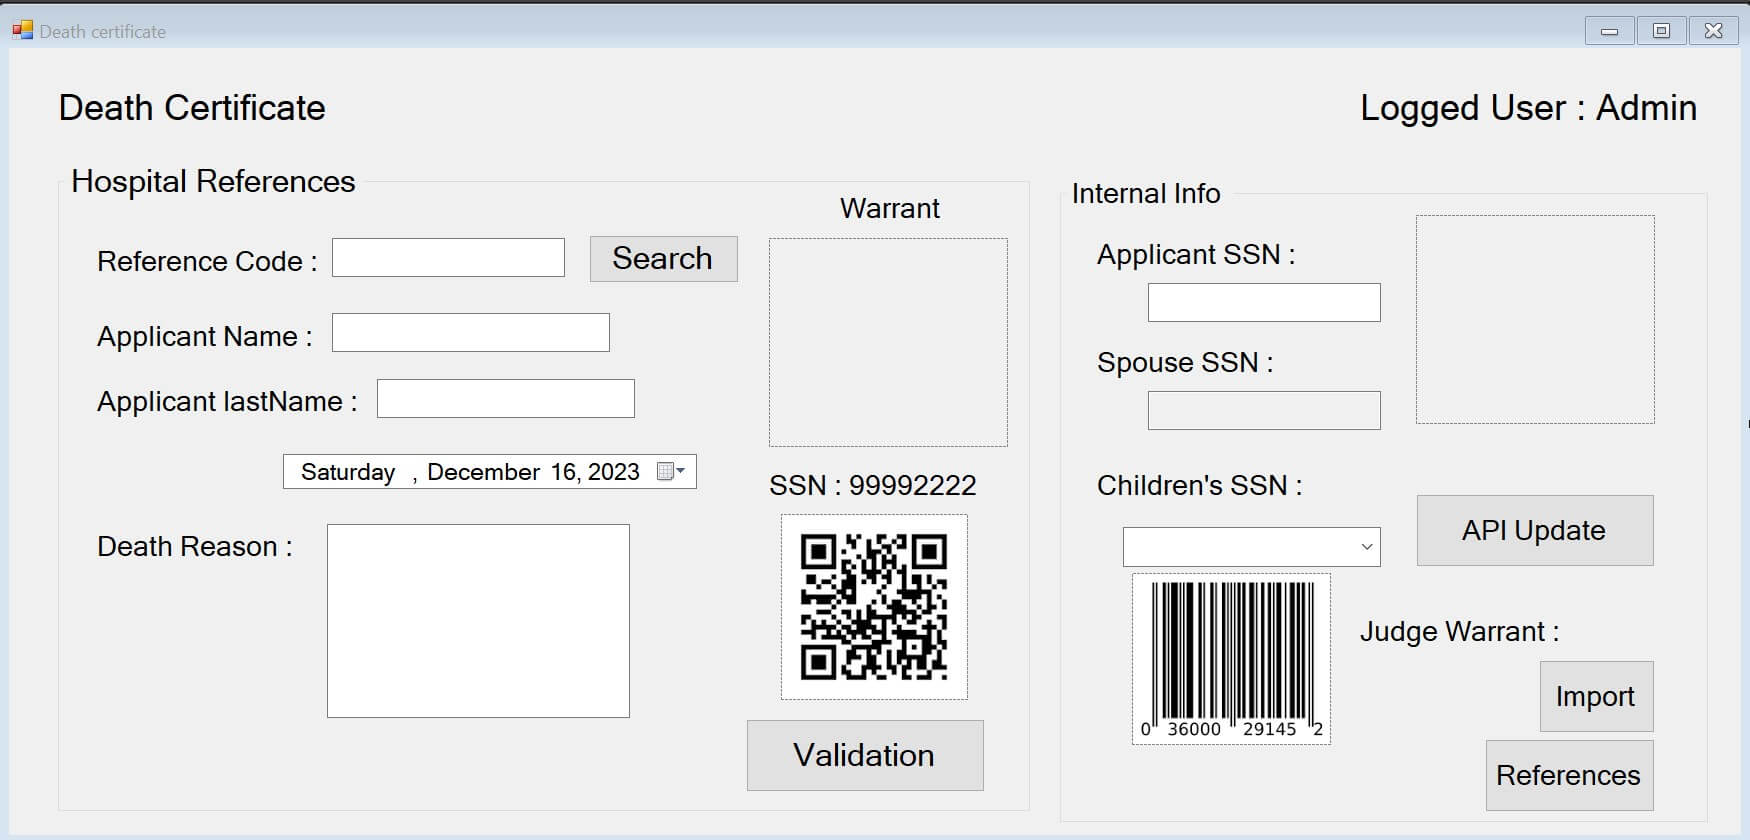 Death certificate
Death Certificate
Logged User : Admin
Hospital References
Warrant
Reference Code :
Search
Applicant Name :
Applicant lastName :
Saturday , December 16, 2023
SSN : 99992222
Death Reason :
Validation
Internal Info
Applicant SSN :
Spouse SSN :
Children's SSN :
API Update
0 36000 29145 2
Judge Warrant :
Import
References